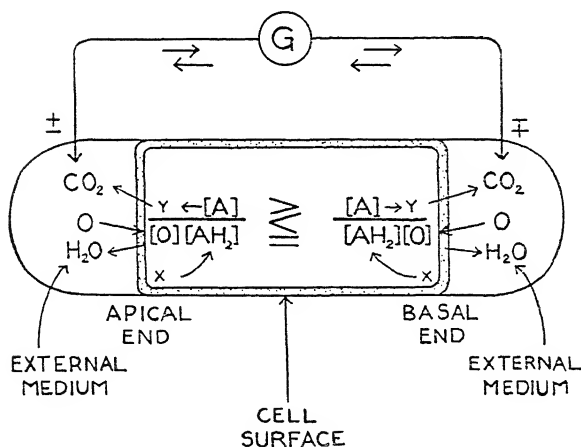 G
± ∓
CO₂ Y ←[A] [A]→Y CO₂
O [O][AH₂] ≧ ≦ [AH₂][O] O
H₂O X X H₂O
APICAL END BASAL END
EXTERNAL MEDIUM EXTERNAL MEDIUM
CELL SURFACE